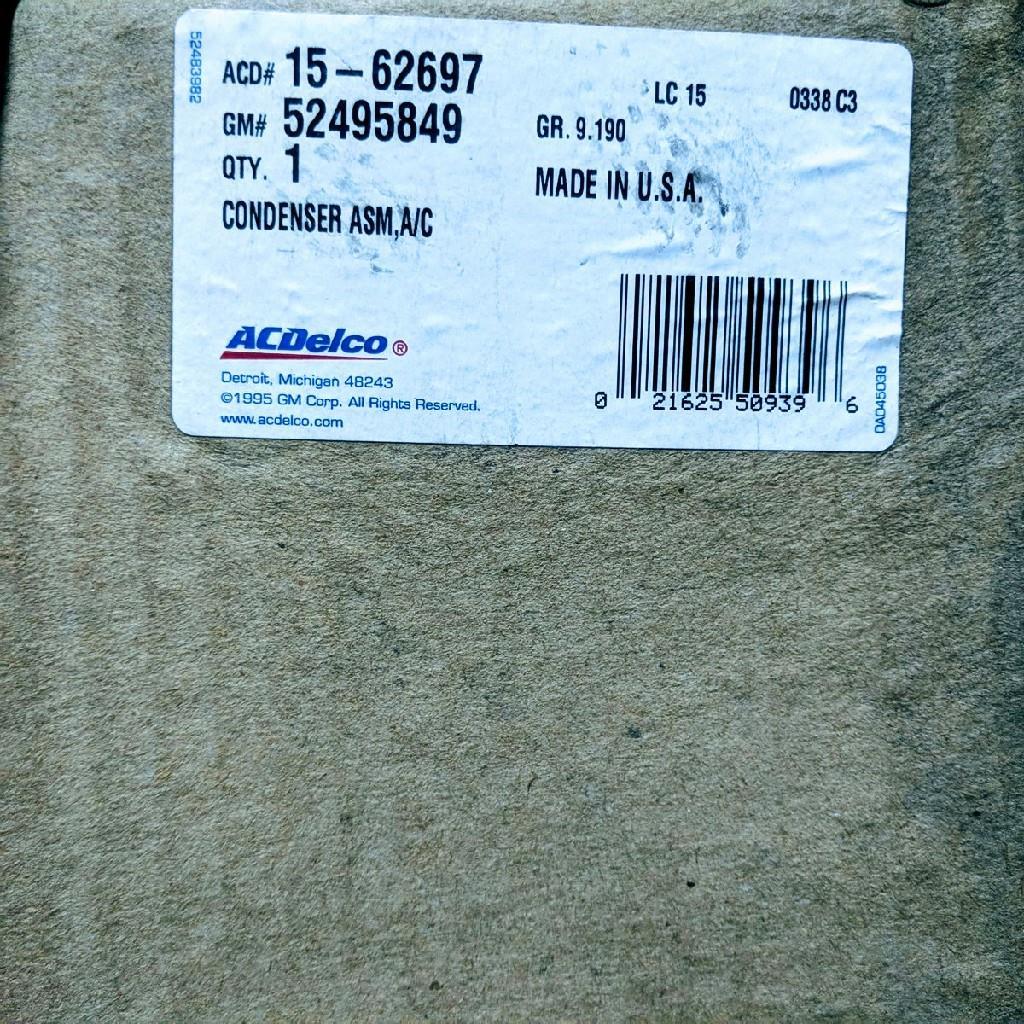 52483982
ACD# 15-62697
GM# 52495849
QTY. 1
CONDENSER ASM,A/C
LC 15
0338 C3
GR. 9.190
MADE IN U.S.A.
ACDelco®
Detroit, Michigan 48243
©1995 GM Corp. All Rights Reserved.
www.acdelco.com
0 21625 50939 6
0AD45038